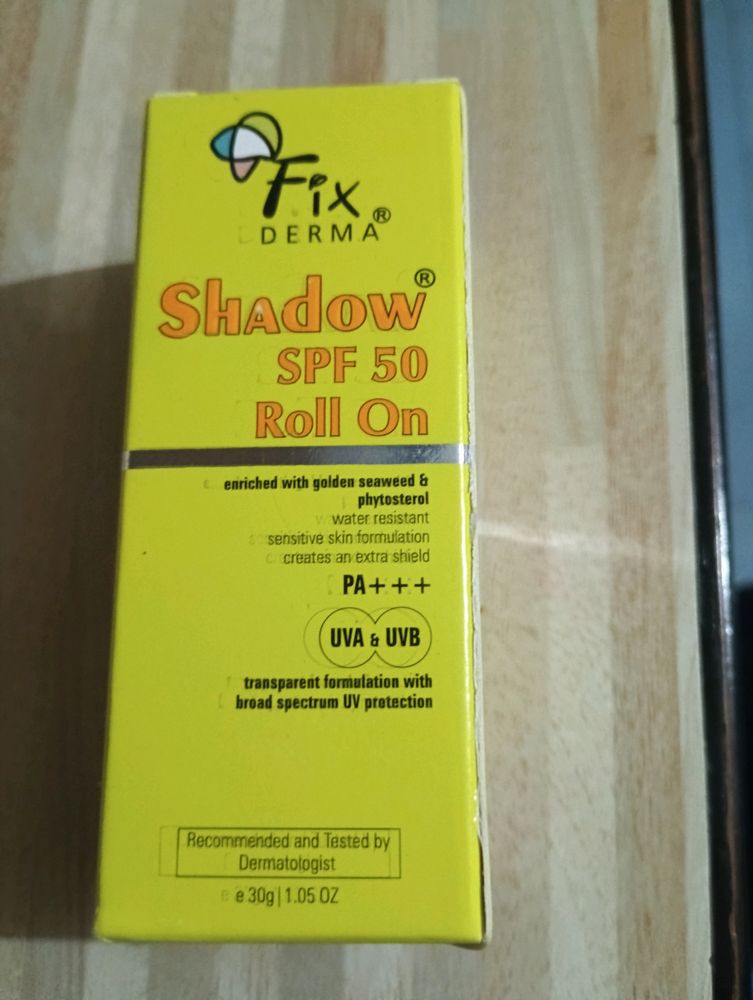 Fix®
DERMA
Shadow®
SPF 50
Roll On
enriched with golden seaweed &
phytosterol
water resistant
sensitive skin formulation
creates an extra shield
PA+++
UVA & UVB
transparent formulation with
broad spectrum UV protection
Recommended and Tested by
Dermatologist
e 30g | 1.05 OZ